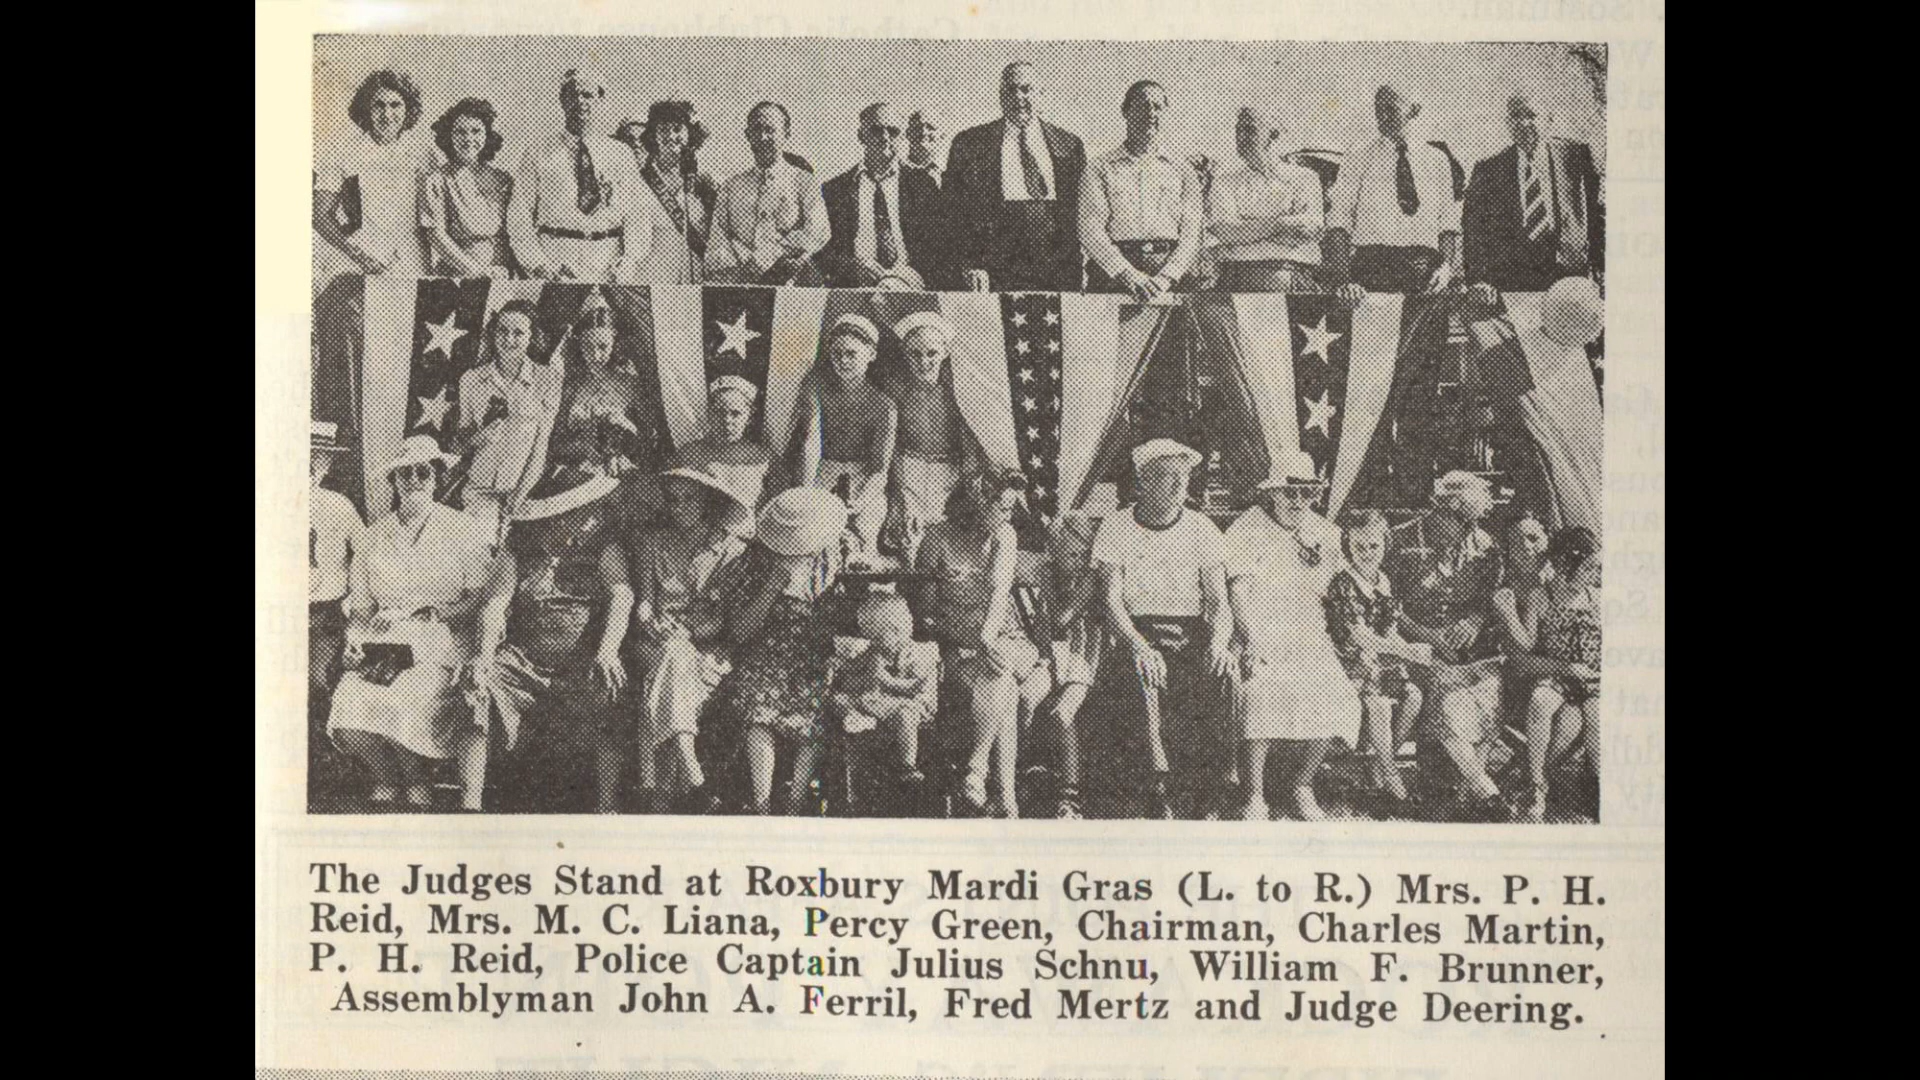 The Judges Stand at Roxbury Mardi Gras (L. to R.) Mrs. P. H.
Reid, Mrs. M. C. Liana, Percy Green, Chairman, Charles Martin,
P. H. Reid, Police Captain Julius Schnu, William F. Brunner,
Assemblyman John A. Ferril, Fred Mertz and Judge Deering.